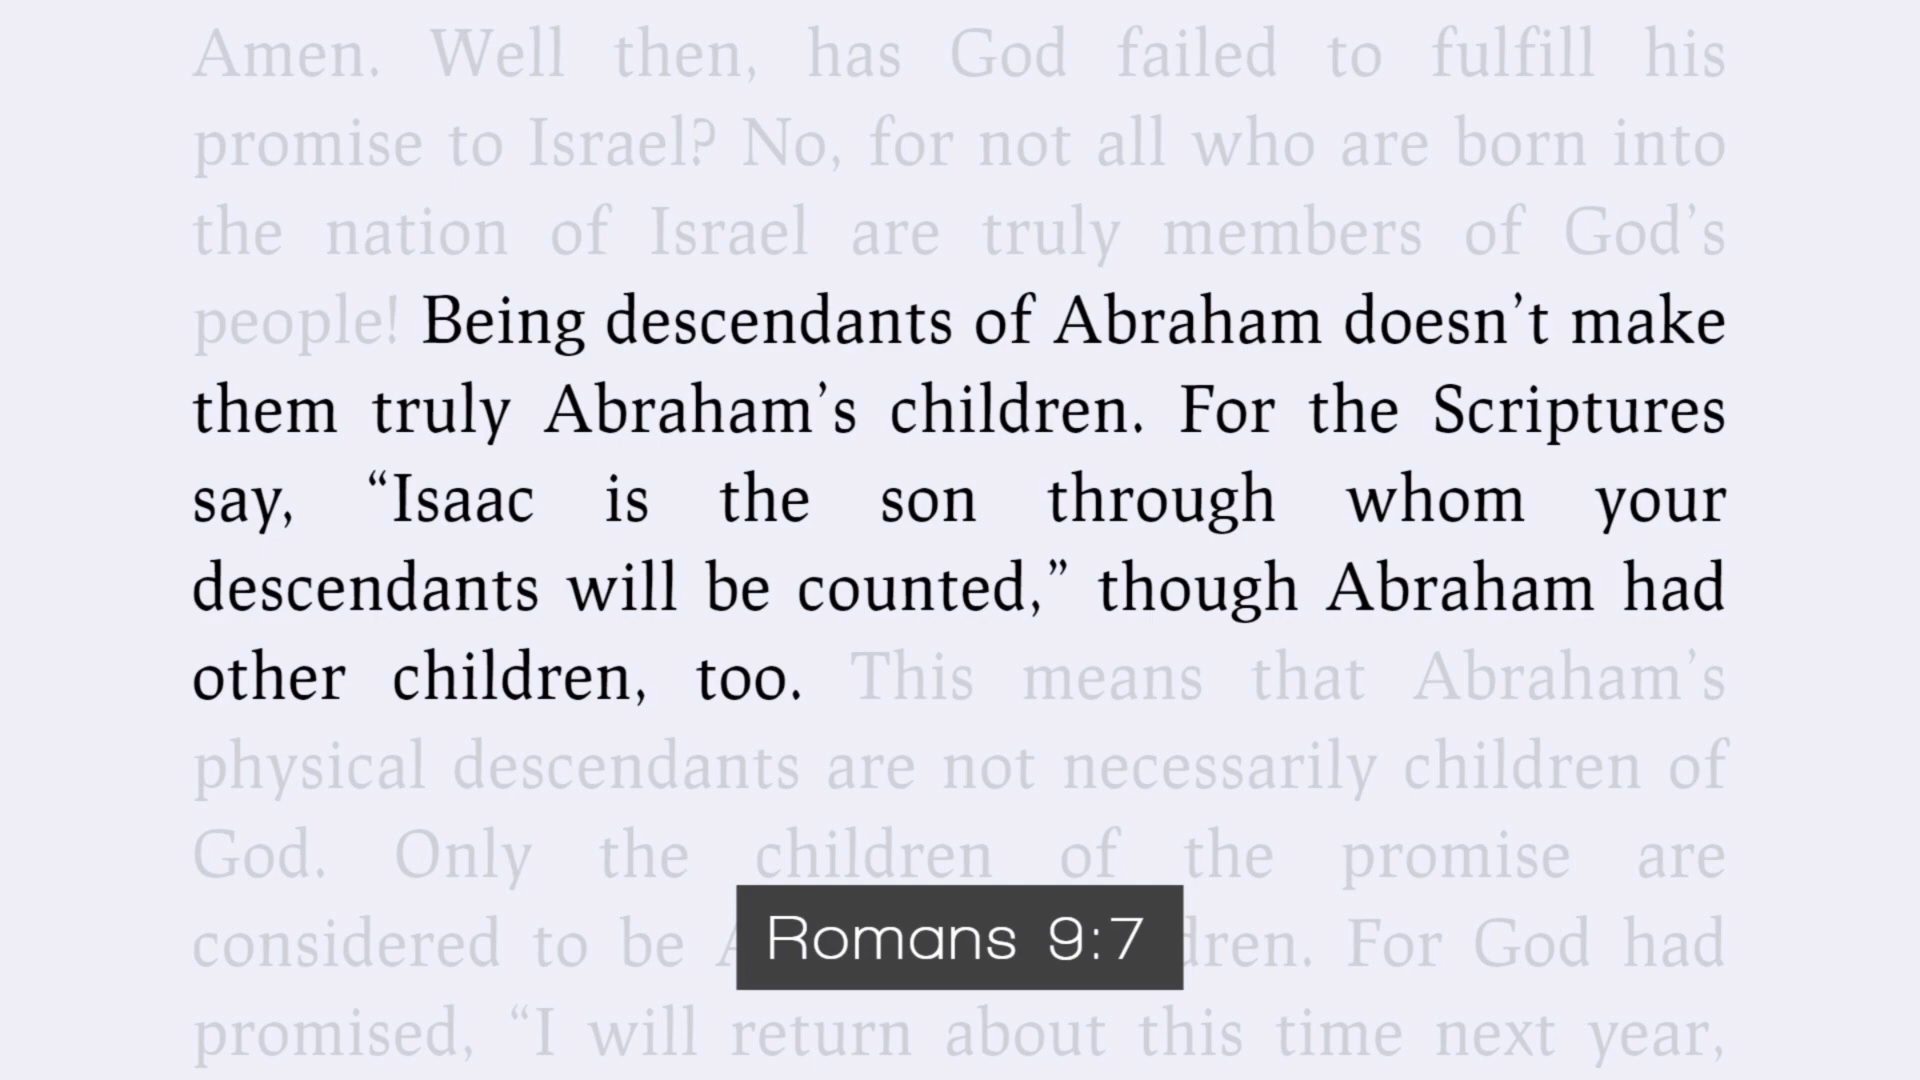 Amen. Well then, has God failed to fulfill his
promise to Israel? No, for not all who are born into
the nation of Israel are truly members of God’s
people! Being descendants of Abraham doesn’t make
them truly Abraham’s children. For the Scriptures
say, “Isaac is the son through whom your
descendants will be counted,” though Abraham had
other children, too. This means that Abraham’s
physical descendants are not necessarily children of
God. Only the children of the promise are
considered to be
Romans 9:7
For God had
promised, “I will return about this time next year,